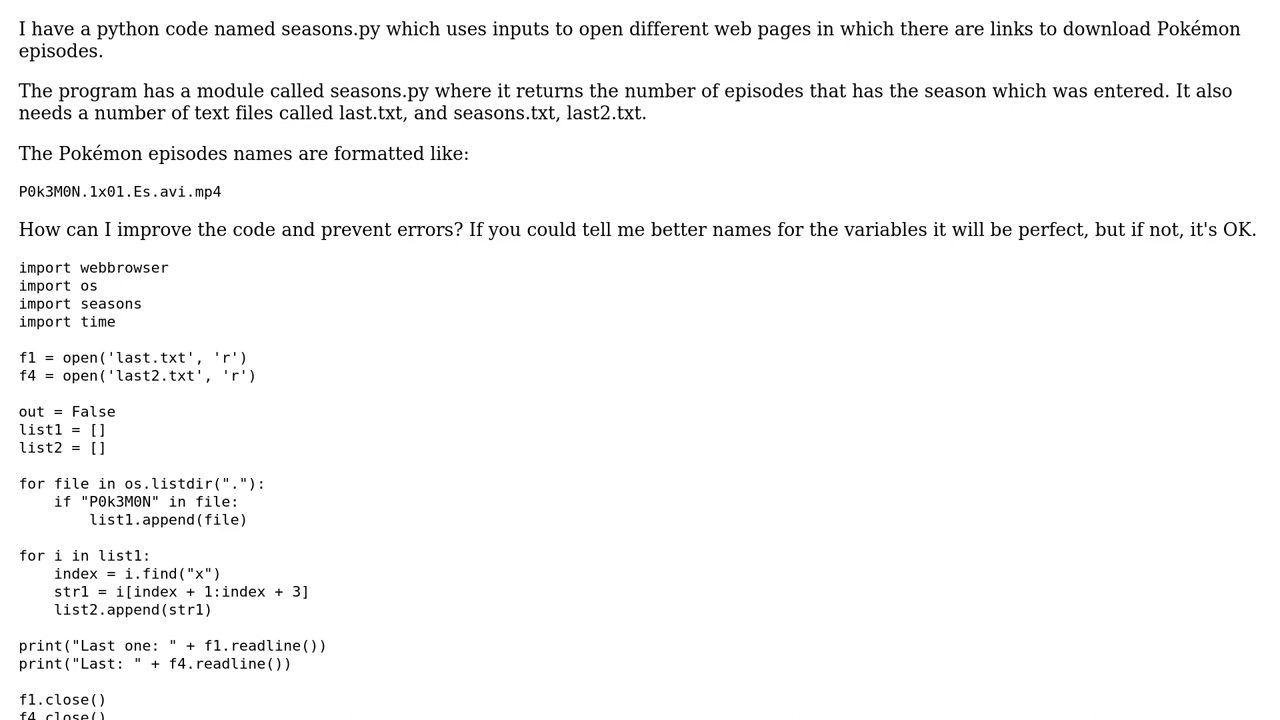 I have a python code named seasons.py which uses inputs to open different web pages in which there are links to download Pokémon
episodes.
The program has a module called seasons.py where it returns the number of episodes that has the season which was entered. It also
needs a number of text files called last.txt, and seasons.txt, last2.txt.
The Pokémon episodes names are formatted like:
P0k3M0N.1x01.Es.avi.mp4
How can I improve the code and prevent errors? If you could tell me better names for the variables it will be perfect, but if not, it's OK.
import webbrowser
import os
import seasons
import time
f1 = open('last.txt', 'r')
f4 = open('last2.txt', 'r')
out = False
list1 = []
list2 = []
for file in os.listdir("."):
    if "P0k3M0N" in file:
        list1.append(file)
for i in list1:
    index = i.find("x")
    str1 = i[index + 1:index + 3]
    list2.append(str1)
print("Last one: " + f1.readline())
print("Last: " + f4.readline())
f1.close()
f4.close()